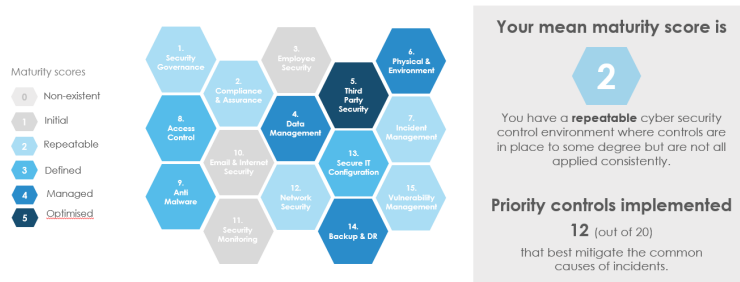 Maturity scores
0 Non-existent
1 Initial
2 Repeatable
3 Defined
4 Managed
5 Optimised
1.
Security
Governance
2.
Compliance
& Assurance
3.
Employee
Security
4.
Data
Management
5.
Third
Party
Security
6.
Physical &
Environment
7.
Incident
Management
8.
Access
Control
9.
Anti
Malware
10.
Email & Internet
Security
11.
Security
Monitoring
12.
Network
Security
13.
Secure IT
Configuration
14.
Backup & DR
15.
Vulnerability
Management
Your mean maturity score is
2
You have a repeatable cyber security
control environment where controls are
in place to some degree but are not all
applied consistently.
Priority controls implemented
12 (out of 20)
that best mitigate the common
causes of incidents.